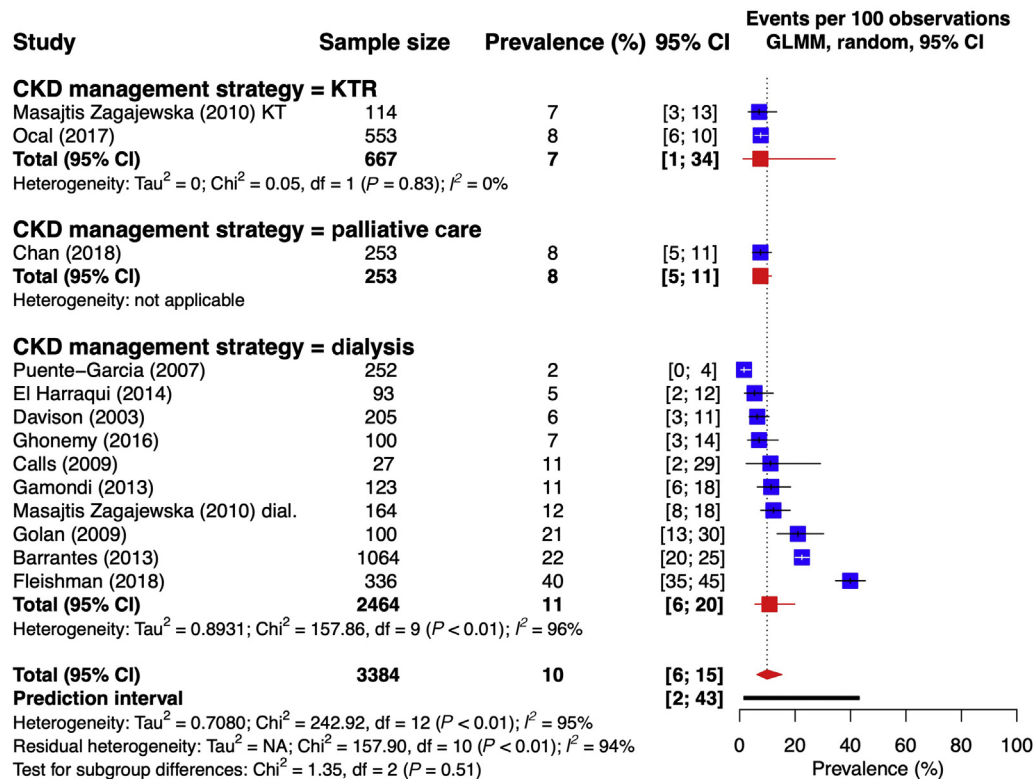 Events per 100 observations
Study Sample size Prevalence (%) 95% CI GLMM, random, 95% CI
CKD management strategy = KTR
Masajtis Zagajewska (2010) KT 114 7 [3; 13]
Ocal (2017) 553 8 [6; 10]
Total (95% CI) 667 7 [1; 34]
Heterogeneity: Tau² = 0; Chi² = 0.05, df = 1 (P = 0.83); I² = 0%
CKD management strategy = palliative care
Chan (2018) 253 8 [5; 11]
Total (95% CI) 253 8 [5; 11]
Heterogeneity: not applicable
CKD management strategy = dialysis
Puente−Garcia (2007) 252 2 [0; 4]
El Harraqui (2014) 93 5 [2; 12]
Davison (2003) 205 6 [3; 11]
Ghonemy (2016) 100 7 [3; 14]
Calls (2009) 27 11 [2; 29]
Gamondi (2013) 123 11 [6; 18]
Masajtis Zagajewska (2010) dial. 164 12 [8; 18]
Golan (2009) 100 21 [13; 30]
Barrantes (2013) 1064 22 [20; 25]
Fleishman (2018) 336 40 [35; 45]
Total (95% CI) 2464 11 [6; 20]
Heterogeneity: Tau² = 0.8931; Chi² = 157.86, df = 9 (P < 0.01); I² = 96%
Total (95% CI) 3384 10 [6; 15]
Prediction interval [2; 43]
Heterogeneity: Tau² = 0.7080; Chi² = 242.92, df = 12 (P < 0.01); I² = 95%
Residual heterogeneity: Tau² = NA; Chi² = 157.90, df = 10 (P < 0.01); I² = 94%
Test for subgroup differences: Chi² = 1.35, df = 2 (P = 0.51)
0 20 40 60 80 100
Prevalence (%)